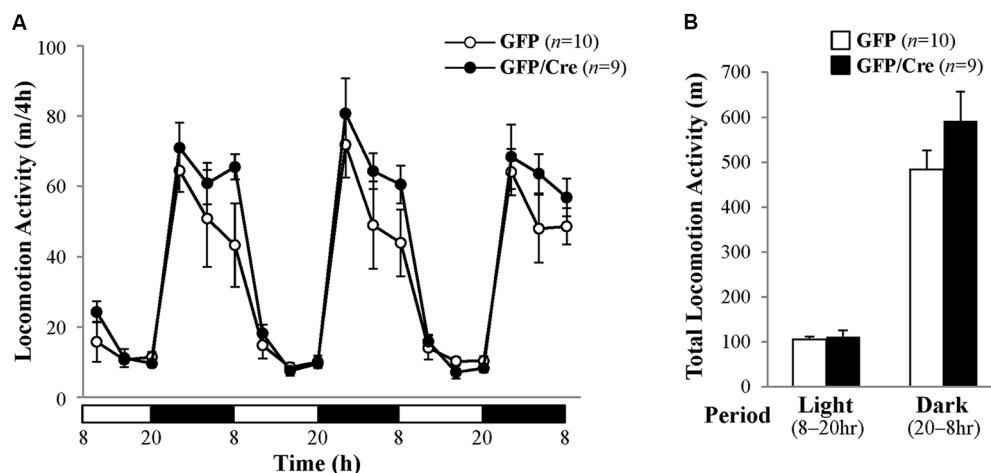 A
Locomotion Activity (m/4h)
100
80
60
40
20
0
GFP (n=10)
GFP/Cre (n=9)
8
20
8
20
8
20
8
Time (h)
B
GFP (n=10)
GFP/Cre (n=9)
Total Locomotion Activity (m)
700
600
500
400
300
200
100
0
Period
Light
(8–20hr)
Dark
(20–8hr)